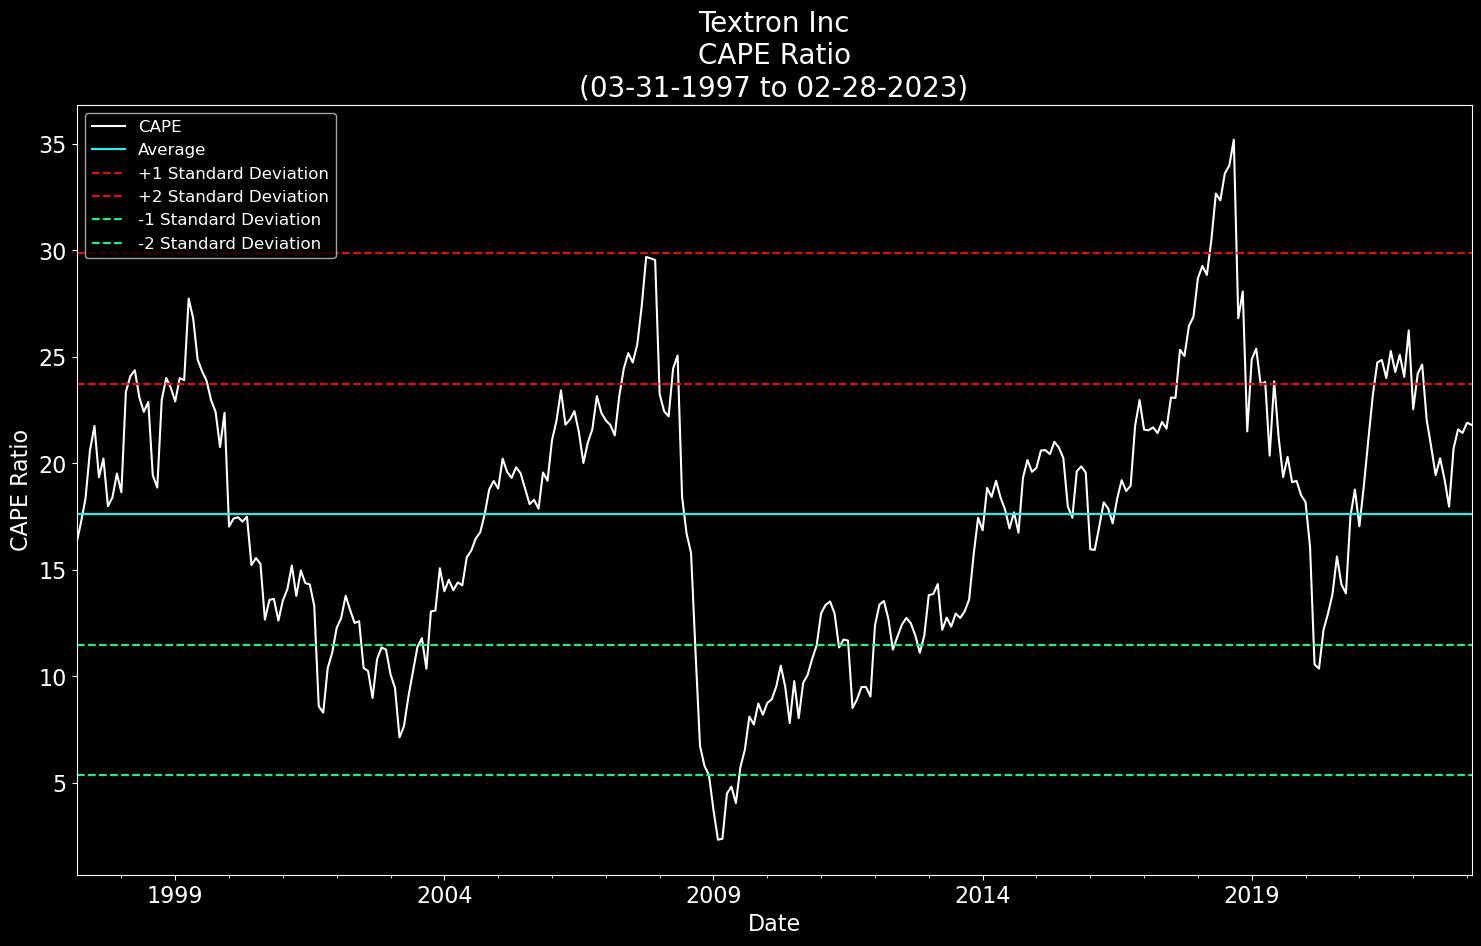 Textron Inc
CAPE Ratio
(03-31-1997 to 02-28-2023)
CAPE
Average
+1 Standard Deviation
+2 Standard Deviation
-1 Standard Deviation
-2 Standard Deviation
CAPE Ratio
35
30
25
20
15
10
5
1999 2004 2009 2014 2019
Date